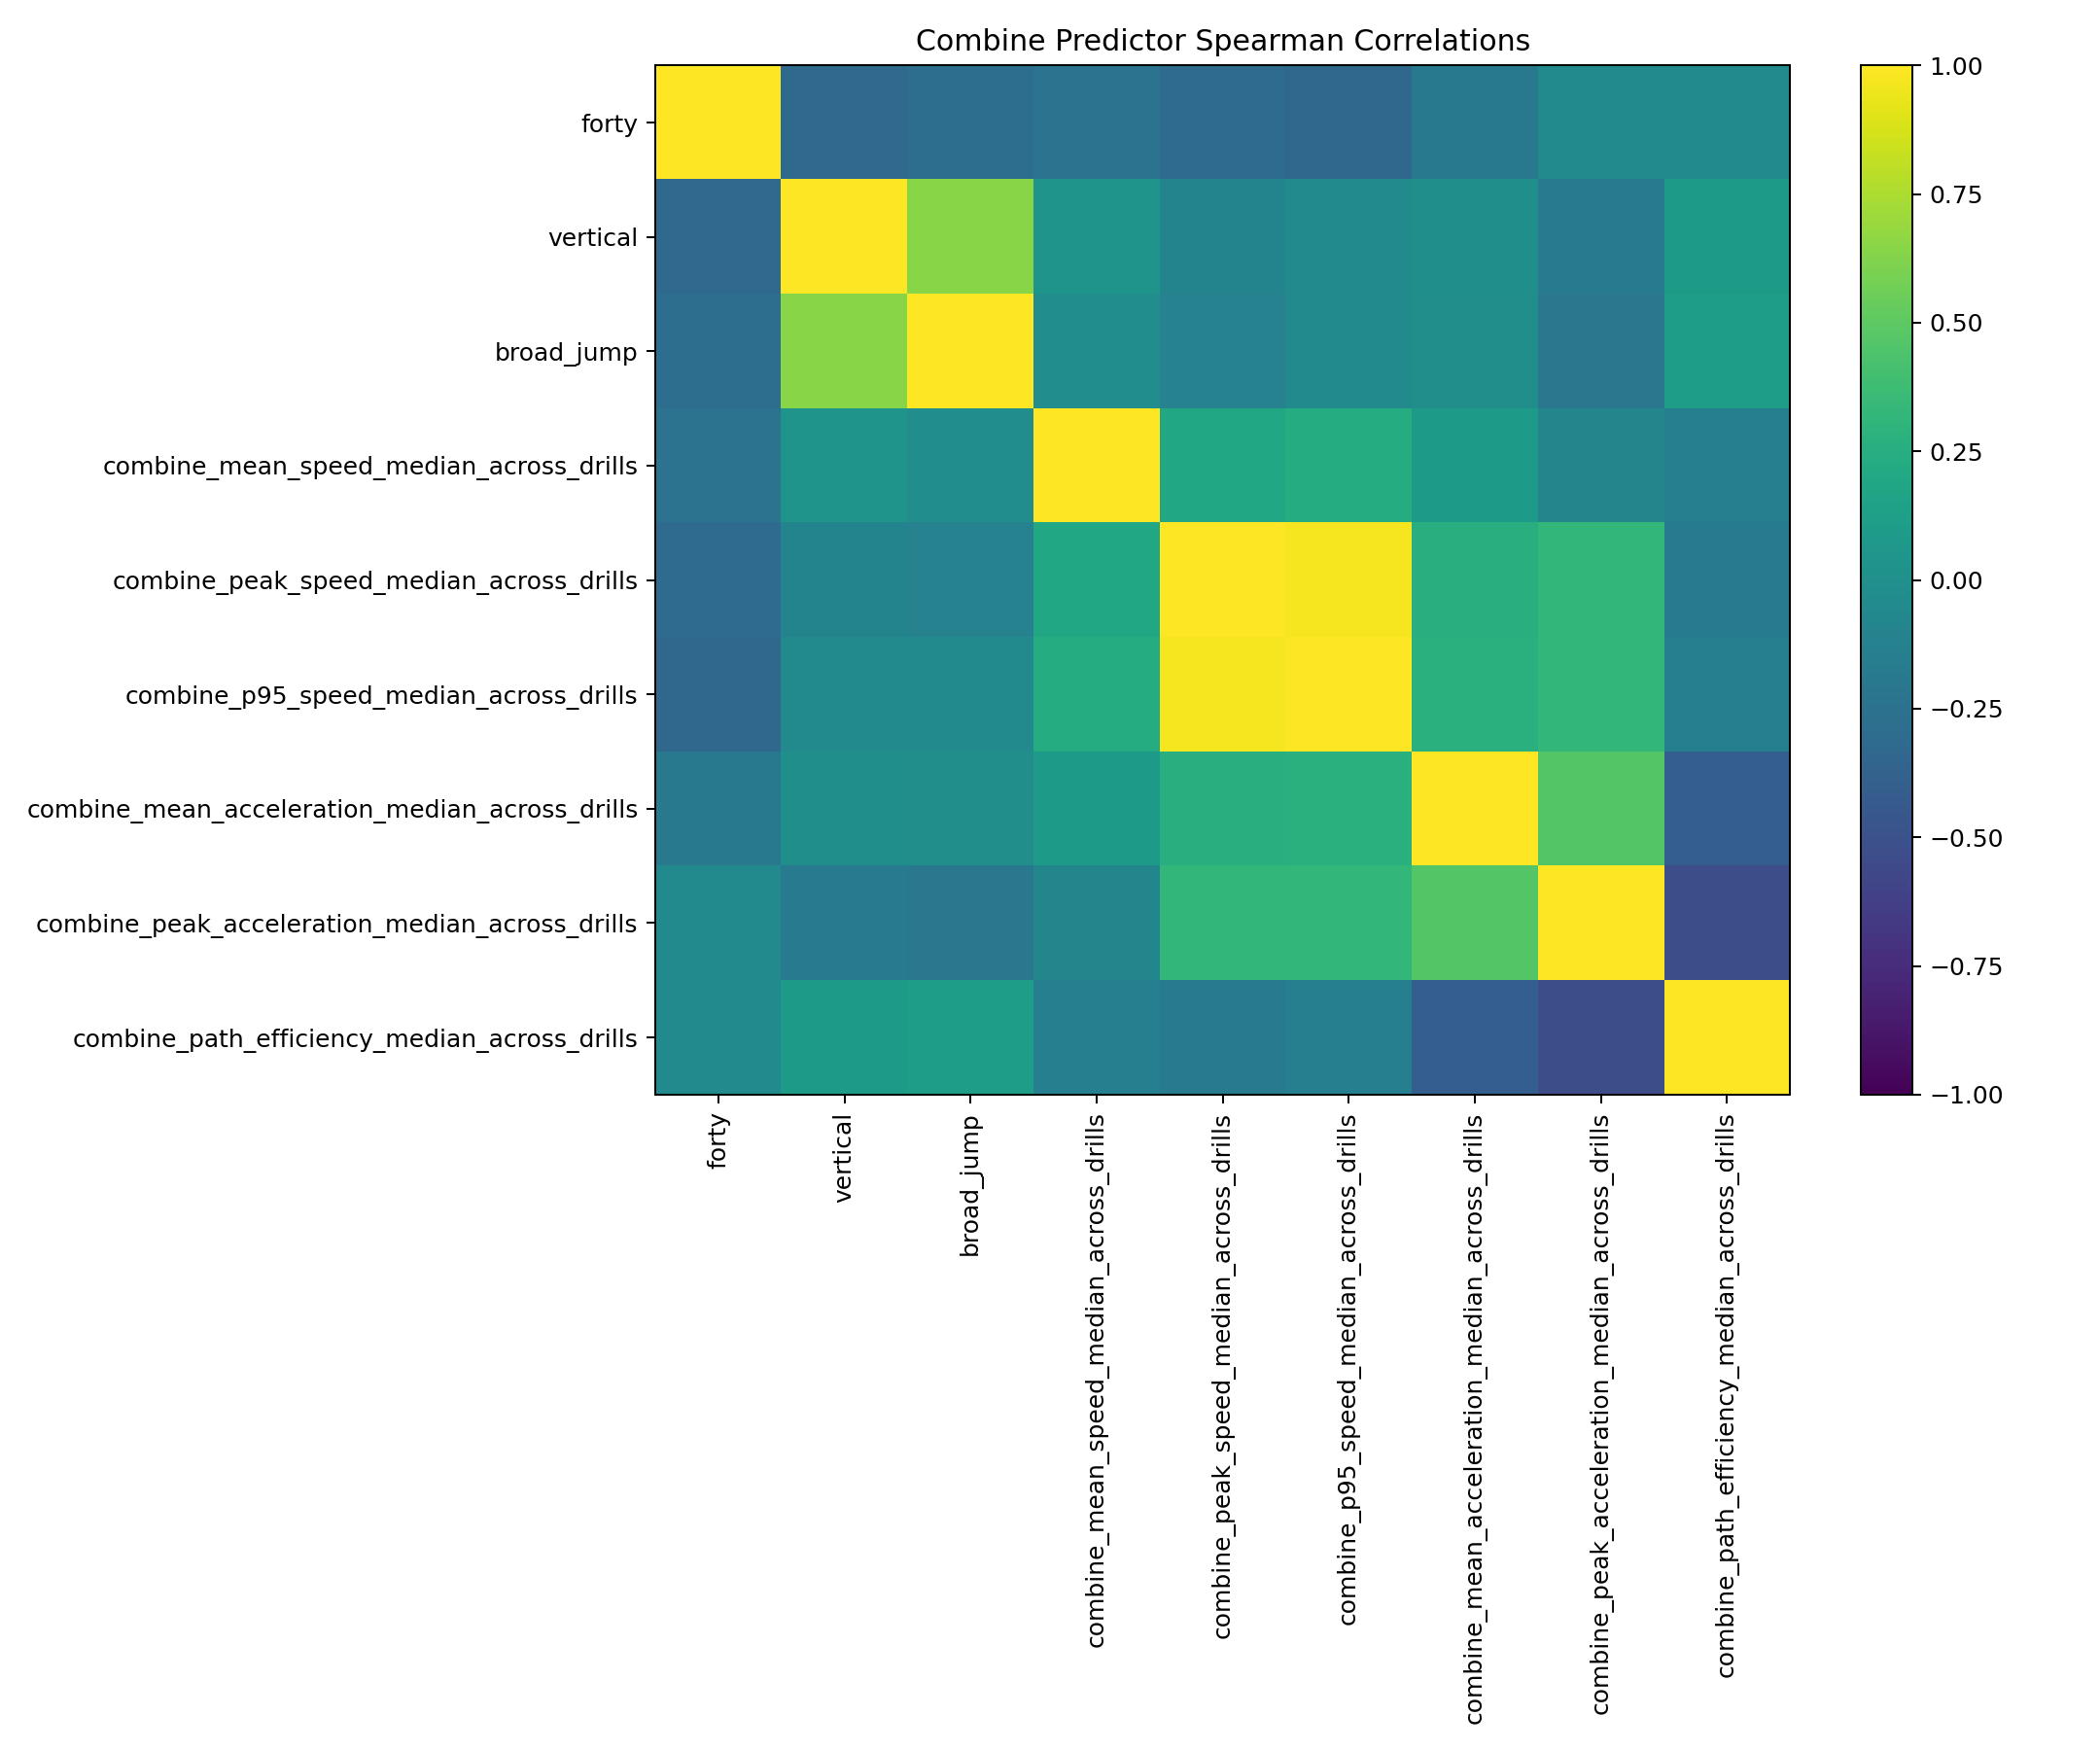 Combine Predictor Spearman Correlations
forty
vertical
broad_jump
combine_mean_speed_median_across_drills
combine_peak_speed_median_across_drills
combine_p95_speed_median_across_drills
combine_mean_acceleration_median_across_drills
combine_peak_acceleration_median_across_drills
combine_path_efficiency_median_across_drills
forty
vertical
broad_jump
combine_mean_speed_median_across_drills
combine_peak_speed_median_across_drills
combine_p95_speed_median_across_drills
combine_mean_acceleration_median_across_drills
combine_peak_acceleration_median_across_drills
combine_path_efficiency_median_across_drills
1.00
0.75
0.50
0.25
0.00
−0.25
−0.50
−0.75
−1.00